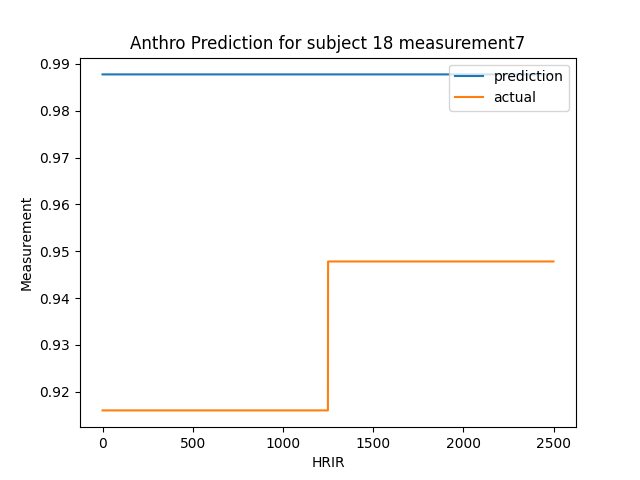 Anthro Prediction for subject 18 measurement7
0.99
0.98
0.97
0.96
0.95
0.94
0.93
0.92
Measurement
prediction
actual
0 500 1000 1500 2000 2500
HRIR